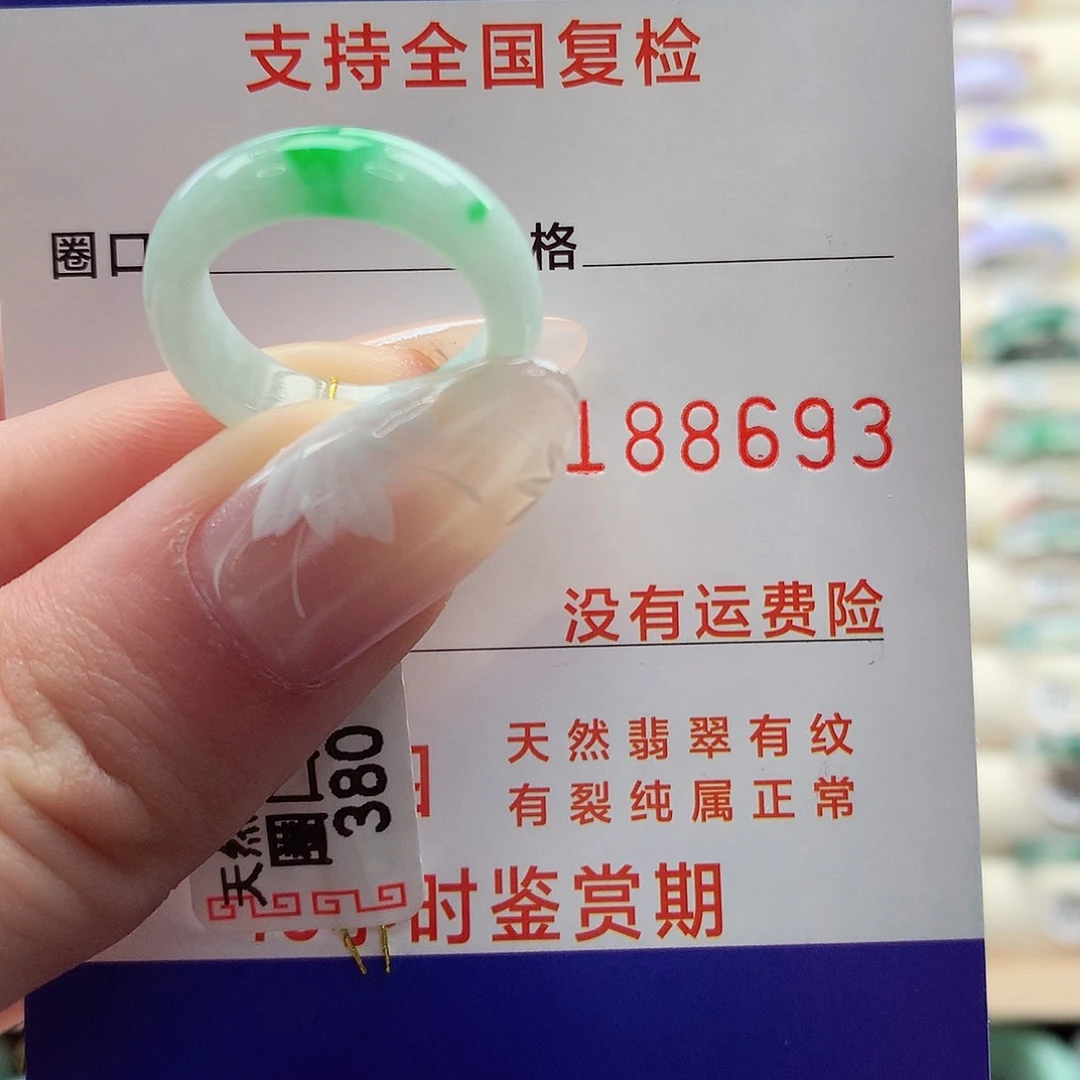 支持全国复检
圈口
格
188693
没有运费险
天然翡翠有纹
有裂纯属正常
时鉴赏期
天然
圈口
380